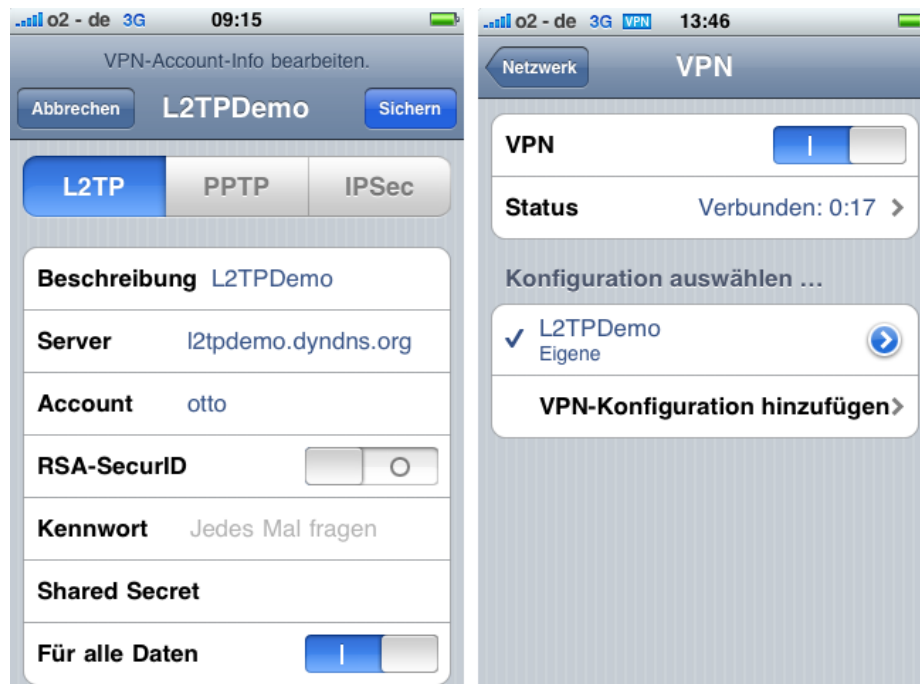 o2 - de 3G 09:15
VPN-Account-Info bearbeiten.
Abbrechen L2TPDemo Sichern
L2TP PPTP IPSec
Beschreibung L2TPDemo
Server l2tpdemo.dyndns.org
Account otto
RSA-SecurID
Kennwort Jedes Mal fragen
Shared Secret
Für alle Daten
o2 - de 3G VPN 13:46
Netzwerk VPN
VPN
Status Verbunden: 0:17
Konfiguration auswählen ...
L2TPDemo
Eigene
VPN-Konfiguration hinzufügen